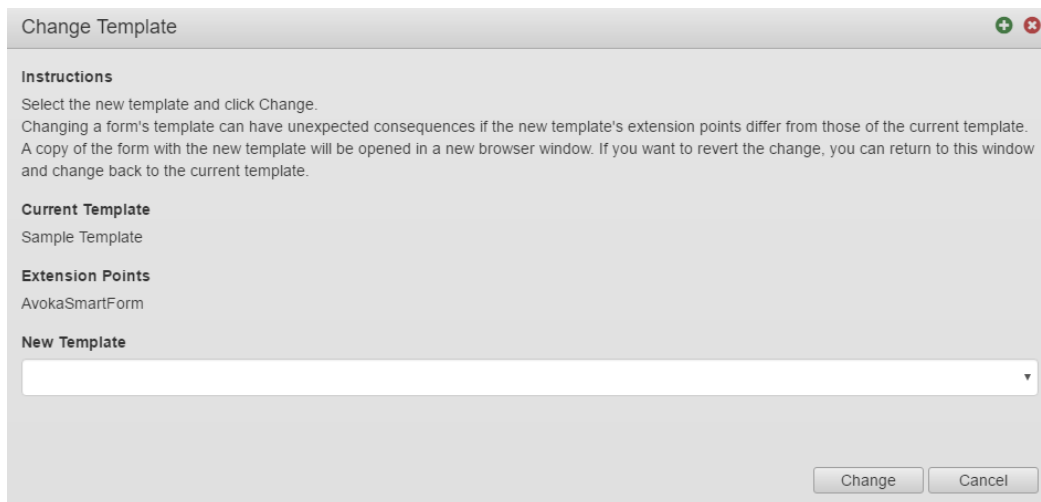 Change Template
Instructions
Select the new template and click Change.
Changing a form's template can have unexpected consequences if the new template's extension points differ from those of the current template.
A copy of the form with the new template will be opened in a new browser window. If you want to revert the change, you can return to this window
and change back to the current template.
Current Template
Sample Template
Extension Points
AvokaSmartForm
New Template
Change Cancel